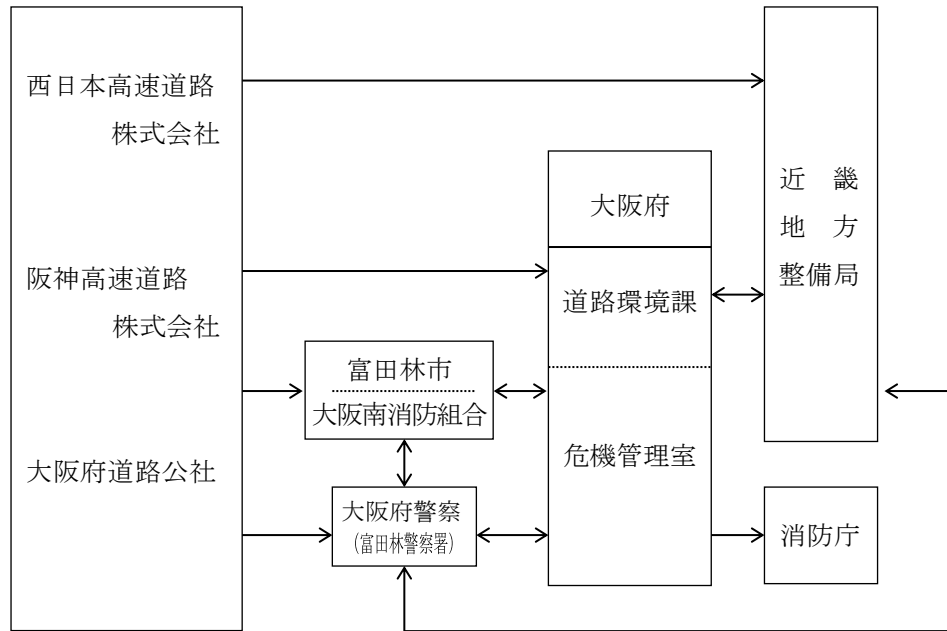 西日本高速道路
株式会社
阪神高速道路
株式会社
大阪府道路公社
富田林市
大阪南消防組合
大阪府警察
(富田林警察署)
大阪府
道路環境課
危機管理室
近畿
地方
整備局
消防庁